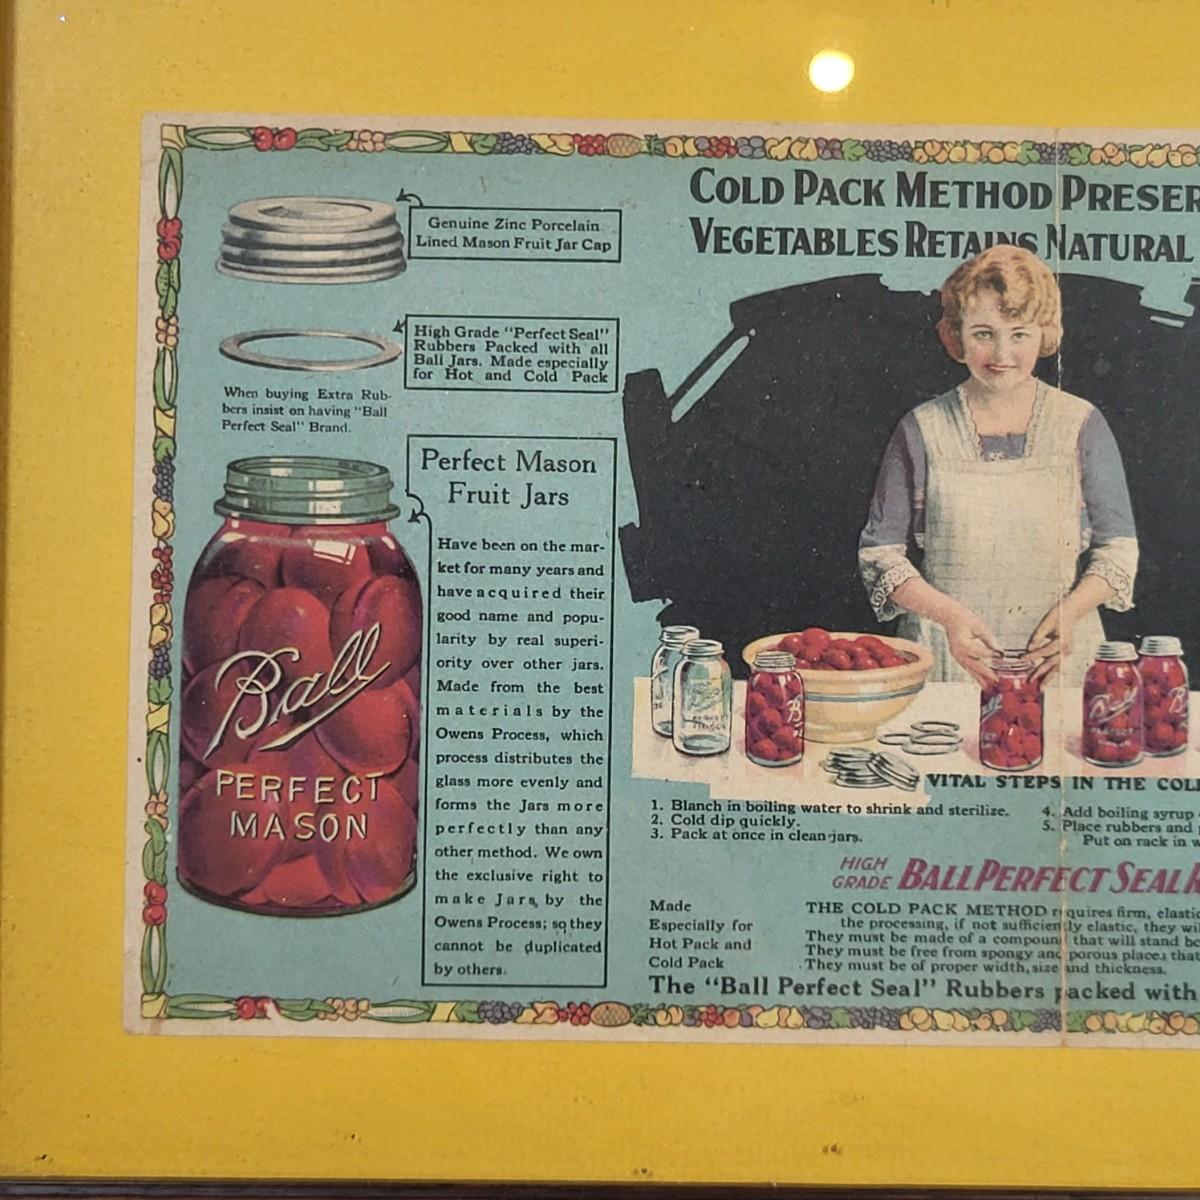 Genuine Zinc Porcelain
Lined Mason Fruit Jar Cap
High Grade "Perfect Seal"
Rubbers Packed with all
Ball Jars. Made especially
for Hot and Cold Pack
When buying Extra Rub-
bers insist on having "Ball
Perfect Seal" Brand.
Perfect Mason
Fruit Jars
Have been on the mar-
ket for many years and
have acquired their
good name and popu-
larity by real superi-
ority over other jars.
Made from the best
materials by the
Owens Process, which
process distributes the
glass more evenly and
forms the Jars more
perfectly than any
other method. We own
the exclusive right to
make Jars by the
Owens Process; so they
cannot be duplicated
by others.
Ball
PERFECT
MASON
COLD PACK METHOD PRESER
VEGETABLES RETAINS NATURAL
Ball
PERFECT
MASON
VITAL STEPS IN THE COL
1. Blanch in boiling water to shrink and sterilize.
2. Cold dip quickly.
3. Pack at once in clean jars.
4. Add boiling syrup
5. Place rubbers and
Put on rack in w
HIGH
GRADE BALL PERFECT SEAL R
Made
Especially for
Hot Pack and
Cold Pack
THE COLD PACK METHOD requires firm, elastic
the processing, if not sufficiently elastic, they wil
They must be made of a compound that will stand bo
They must be free from spongy and porous places that
They must be of proper width, size and thickness.
The "Ball Perfect Seal" Rubbers packed with